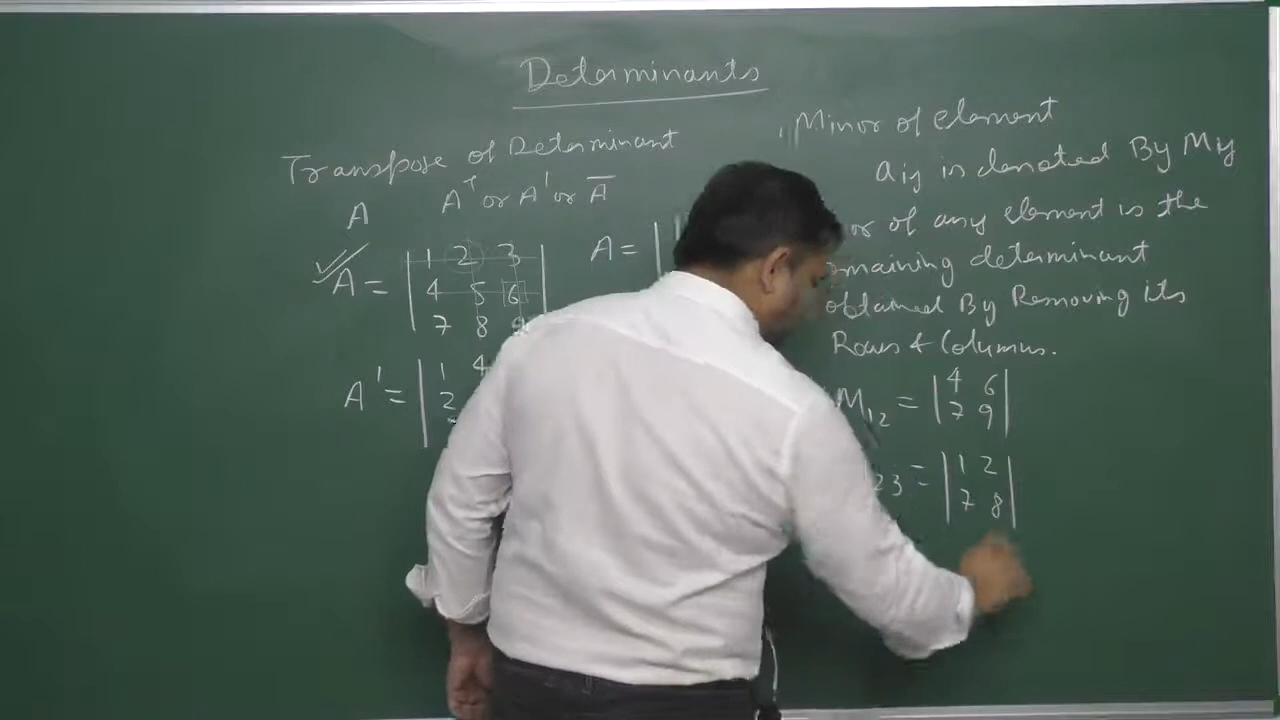 Determinants
Transpose of Determinant
A^T or A' or A̅
A
A = | 1 2 3 |
4 5 6
7 8 9
A' = | 1 4
2
A = |
Minor of element
aij is denoted By Mij
of any element is the
determinant
obtained By Removing its
Rows & Columns.
M12 = | 4 6 |
7 9
23 = | 1 2 |
7 8